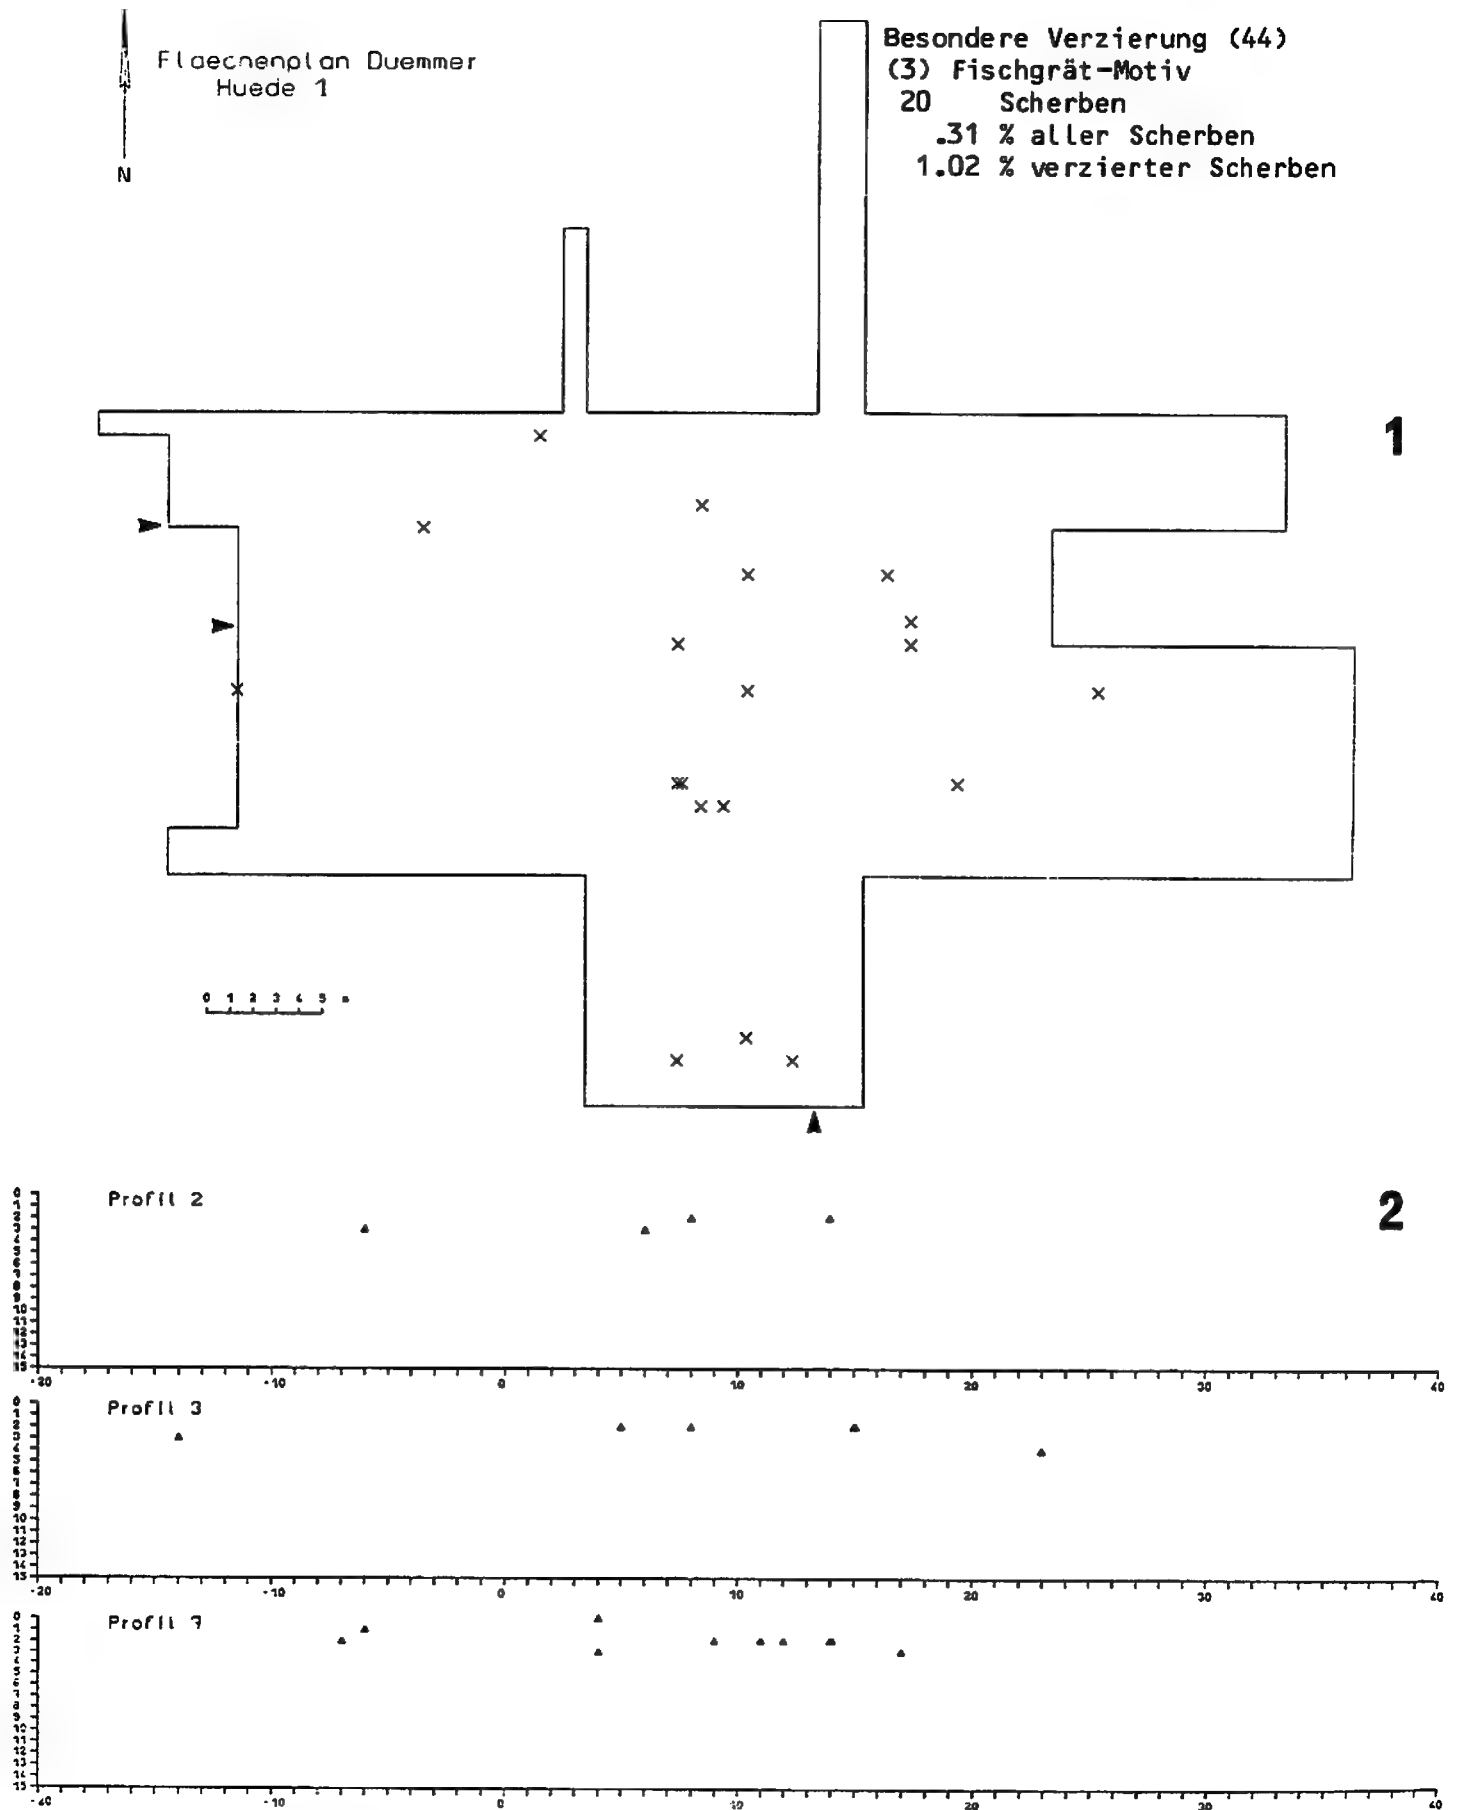 Flaecnenplan Duemmer
Huede 1
N
Besondere Verzierung (44)
(3) Fischgrät-Motiv
20 Scherben
.31 % aller Scherben
1.02 % verzierter Scherben
1
0 1 2 3 4 5 m
2
Profil 2
-10 0 10 20 30 40
Profil 3
-20 -10 0 10 20 30 40
Profil 7
-10 0 10 20 30 40